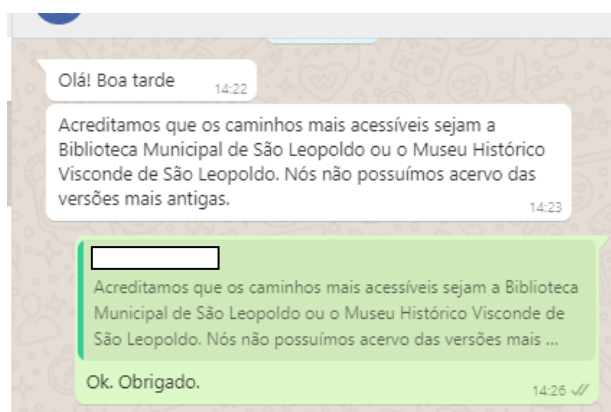 Olá! Boa tarde
14:22
Acreditamos que os caminhos mais acessíveis sejam a
Biblioteca Municipal de São Leopoldo ou o Museu Histórico
Visconde de São Leopoldo. Nós não possuímos acervo das
versões mais antigas.
14:23
Acreditamos que os caminhos mais acessíveis sejam a Biblioteca
Municipal de São Leopoldo ou o Museu Histórico Visconde de
São Leopoldo. Nós não possuímos acervo das versões mais ...
Ok. Obrigado.
14:26